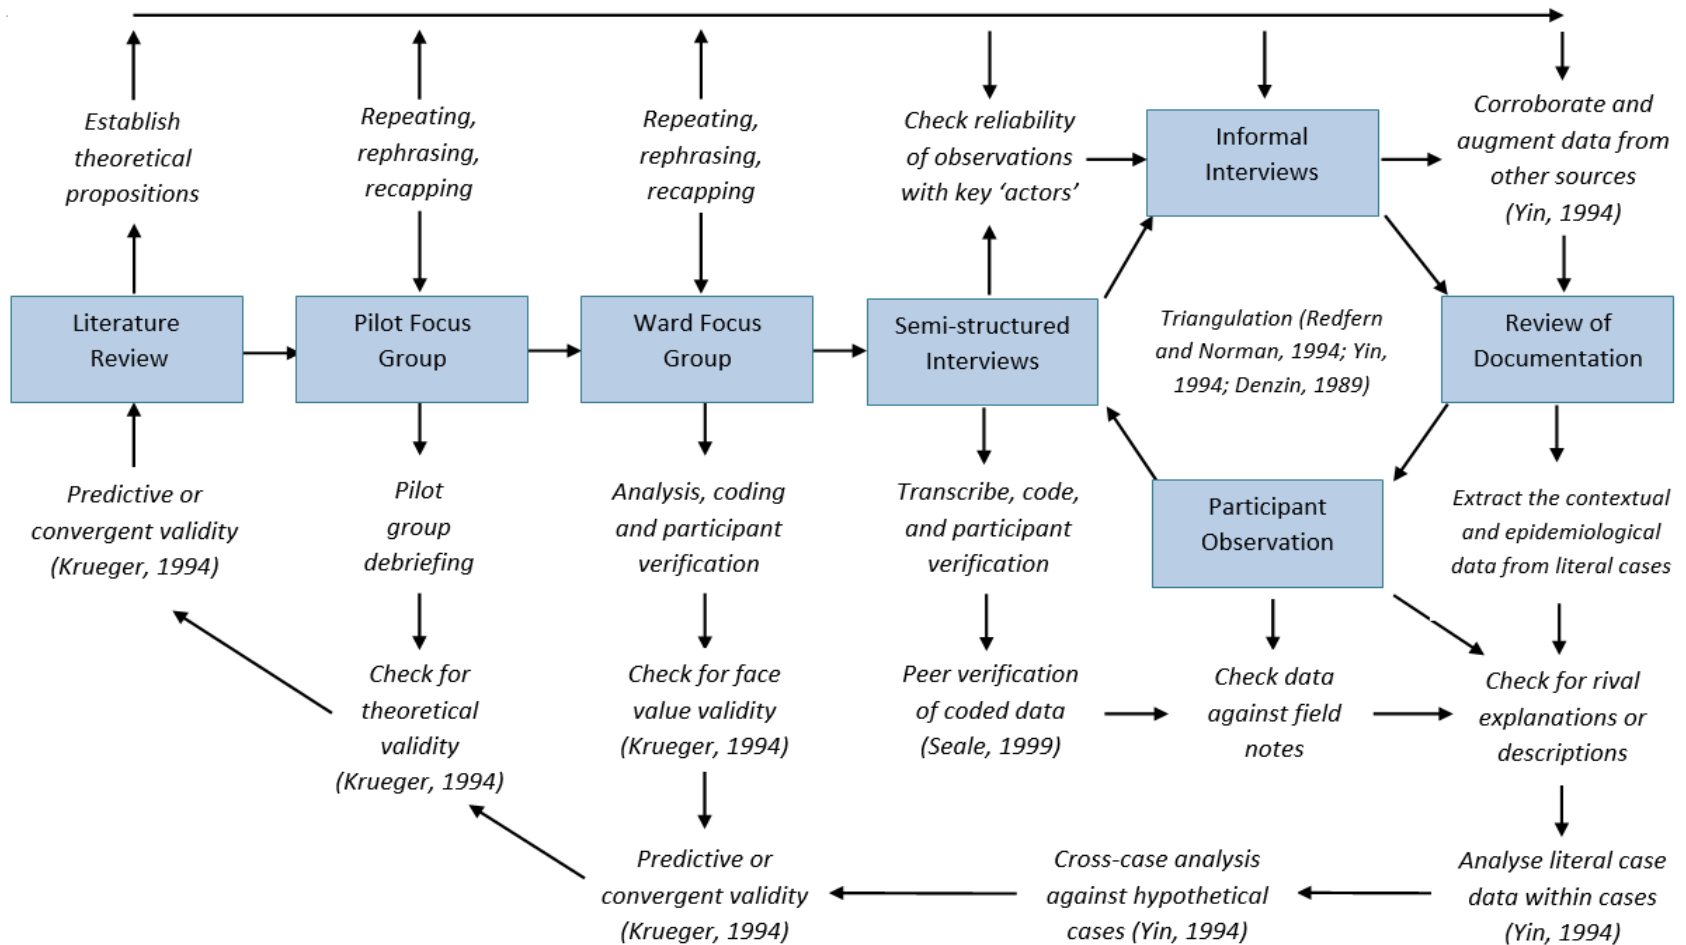 Establish
theoretical
propositions
Repeating,
rephrasing,
recapping
Repeating,
rephrasing,
recapping
Check reliability
of observations
with key ‘actors’
Informal
Interviews
Corroborate and
augment data from
other sources
(Yin, 1994)
Literature
Review
Pilot Focus
Group
Ward Focus
Group
Semi-structured
Interviews
Triangulation (Redfern
and Norman, 1994; Yin,
1994; Denzin, 1989)
Review of
Documentation
Predictive or
convergent validity
(Krueger, 1994)
Pilot
group
debriefing
Analysis, coding
and participant
verification
Transcribe, code,
and participant
verification
Participant
Observation
Extract the contextual
and epidemiological
data from literal cases
Check for
theoretical
validity
(Krueger, 1994)
Check for face
value validity
(Krueger, 1994)
Peer verification
of coded data
(Seale, 1999)
Check data
against field
notes
Check for rival
explanations or
descriptions
Predictive or
convergent validity
(Krueger, 1994)
Cross-case analysis
against hypothetical
cases (Yin, 1994)
Analyse literal case
data within cases
(Yin, 1994)